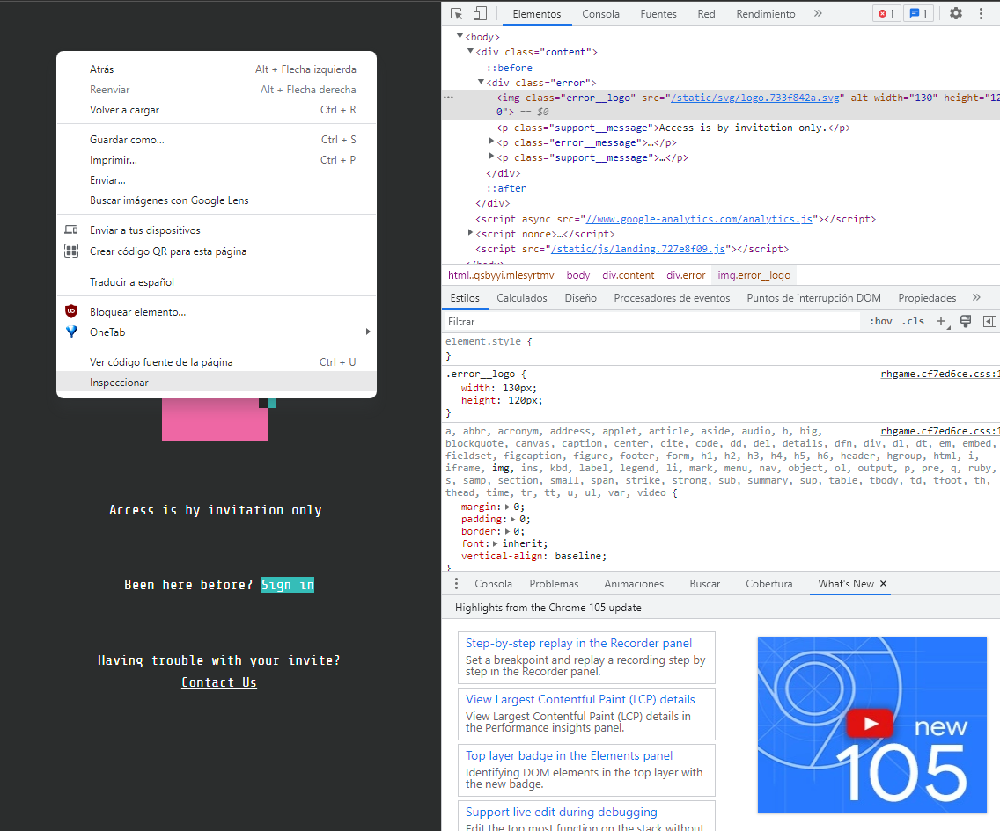 Atrás Alt + Flecha izquierda
Reenviar Alt + Flecha derecha
Volver a cargar Ctrl + R
Guardar como... Ctrl + S
Imprimir... Ctrl + P
Enviar...
Buscar imágenes con Google Lens
Enviar a tus dispositivos
Crear código QR para esta página
Traducir a español
Bloquear elemento...
OneTab
Ver código fuente de la página Ctrl + U
Inspeccionar
Access is by invitation only.
Been here before? Sign in
Having trouble with your invite?
Contact Us
Elementos Consola Fuentes Red Rendimiento » 1 1
<body>
<div class="content">
::before
<div class="error">
<img class="error__logo" src="/static/svg/logo.733f842a.svg" alt width="130" height="12
0"> == $0
<p class="support__message">Access is by invitation only.</p>
<p class="error__message">…</p>
<p class="support__message">…</p>
</div>
::after
</div>
<script async src="//www.google-analytics.com/analytics.js"></script>
<script nonce>…</script>
<script src="/static/js/landing.727e8f09.js"></script>
html..qsbyyi.mlesyrtmv body div.content div.error img.error__logo
Estilos Calculados Diseño Procesadores de eventos Puntos de interrupción DOM Propiedades »
Filtrar :hov .cls +
element.style {
}
.error__logo { rhgame.cf7ed6ce.css:1
width: 130px;
height: 120px;
}
a, abbr, acronym, address, applet, article, aside, audio, b, big, rhgame.cf7ed6ce.css:1
blockquote, canvas, caption, center, cite, code, dd, del, details, dfn, div, dl, dt, em, embed,
fieldset, figcaption, figure, footer, form, h1, h2, h3, h4, h5, h6, header, hgroup, html, i,
iframe, img, ins, kbd, label, legend, li, mark, menu, nav, object, ol, output, p, pre, q, ruby,
s, samp, section, small, span, strike, strong, sub, summary, sup, table, tbody, td, tfoot, th,
thead, time, tr, tt, u, ul, var, video {
margin: 0;
padding: 0;
border: 0;
font: inherit;
vertical-align: baseline;
}
Consola Problemas Animaciones Buscar Cobertura What's New ×
Highlights from the Chrome 105 update
Step-by-step replay in the Recorder panel
Set a breakpoint and replay a recording step by
step in the Recorder panel.
View Largest Contentful Paint (LCP) details
View Largest Contentful Paint (LCP) details in
the Performance insights panel.
Top layer badge in the Elements panel
Identifying DOM elements in the top layer with
the new badge.
Support live edit during debugging
Edit the top most function on the stack without
new
105